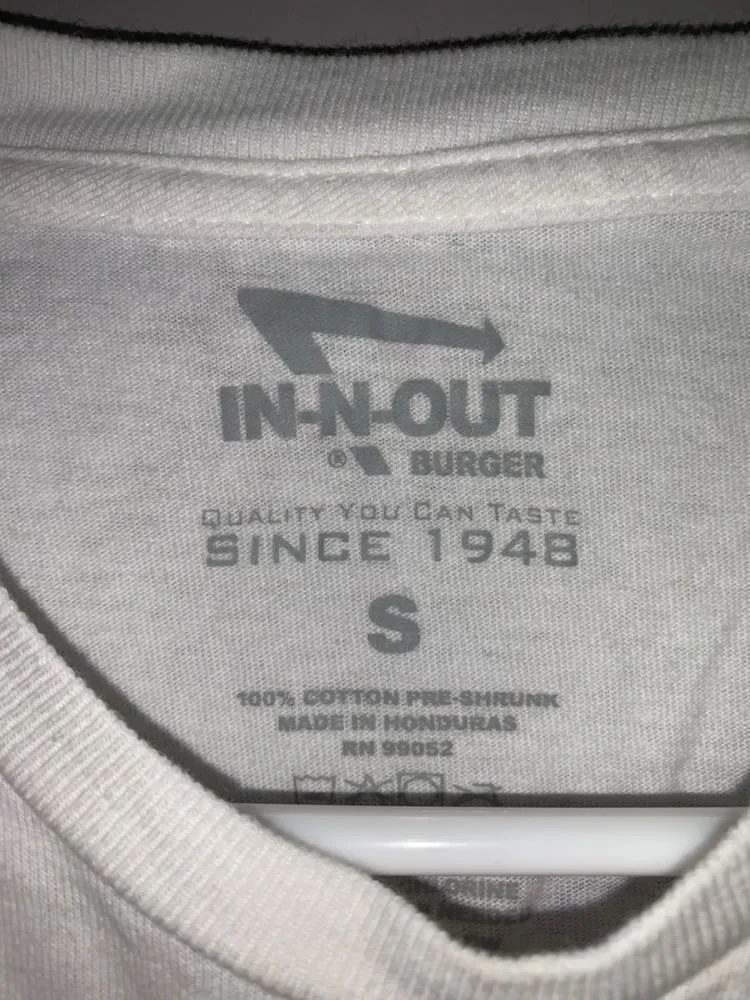 IN-N-OUT
® BURGER
QUALITY YOU CAN TASTE
SINCE 1948
S
100% COTTON PRE-SHRUNK
MADE IN HONDURAS
RN 99052